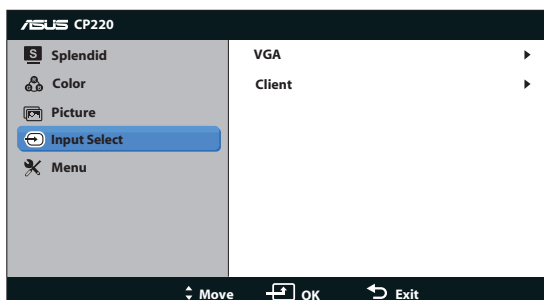 ASUS CP220
S Splendid
Color
Picture
Input Select
Menu
VGA
Client
Move OK Exit